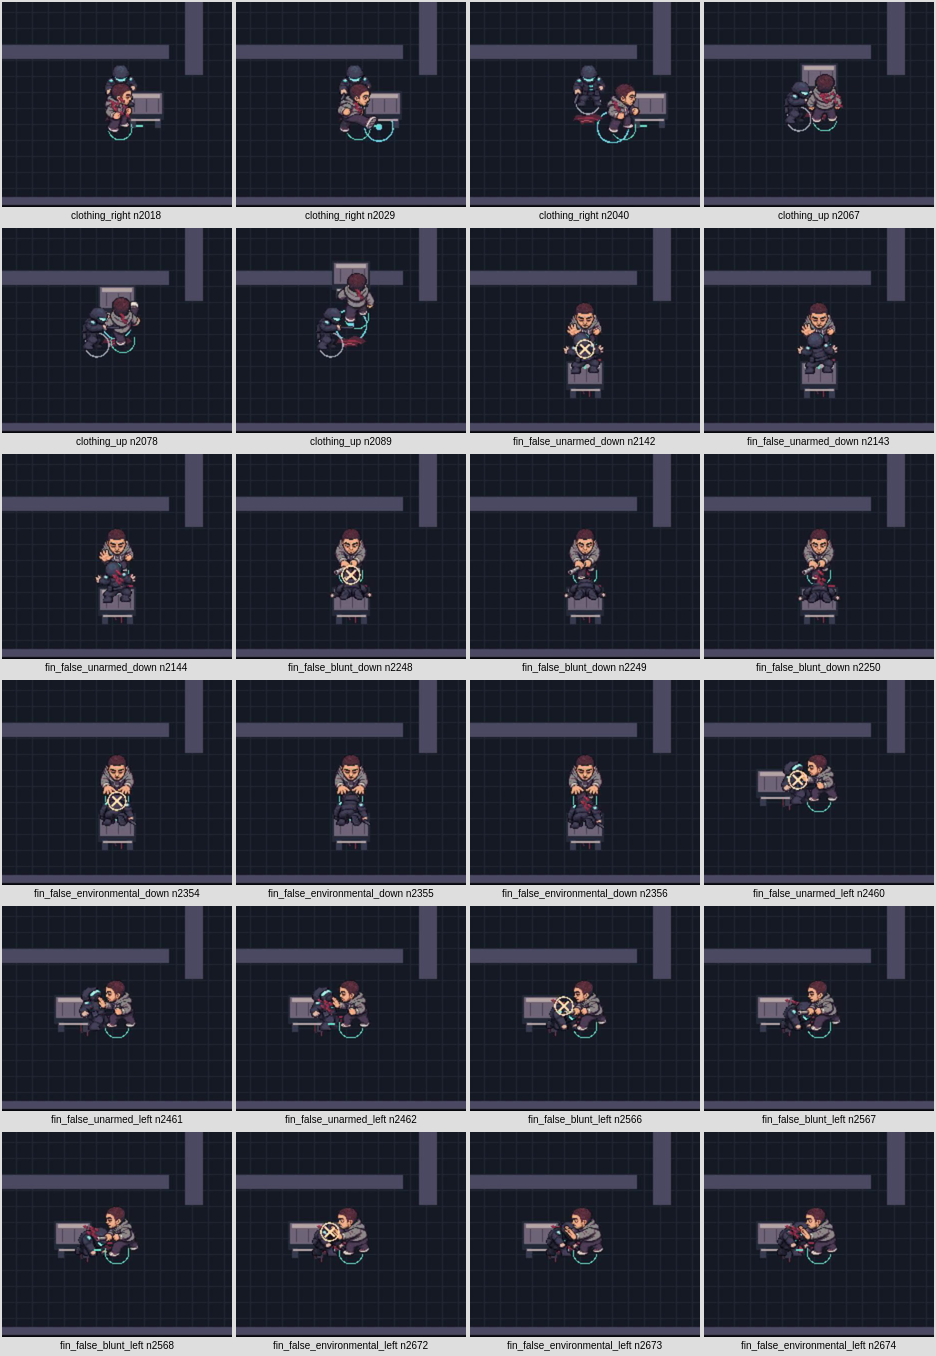 clothing_right n2018
clothing_right n2029
clothing_right n2040
clothing_up n2067
clothing_up n2078
clothing_up n2089
fin_false_unarmed_down n2142
fin_false_unarmed_down n2143
fin_false_unarmed_down n2144
fin_false_blunt_down n2248
fin_false_blunt_down n2249
fin_false_blunt_down n2250
fin_false_environmental_down n2354
fin_false_environmental_down n2355
fin_false_environmental_down n2356
fin_false_unarmed_left n2460
fin_false_unarmed_left n2461
fin_false_unarmed_left n2462
fin_false_blunt_left n2566
fin_false_blunt_left n2567
fin_false_blunt_left n2568
fin_false_environmental_left n2672
fin_false_environmental_left n2673
fin_false_environmental_left n2674